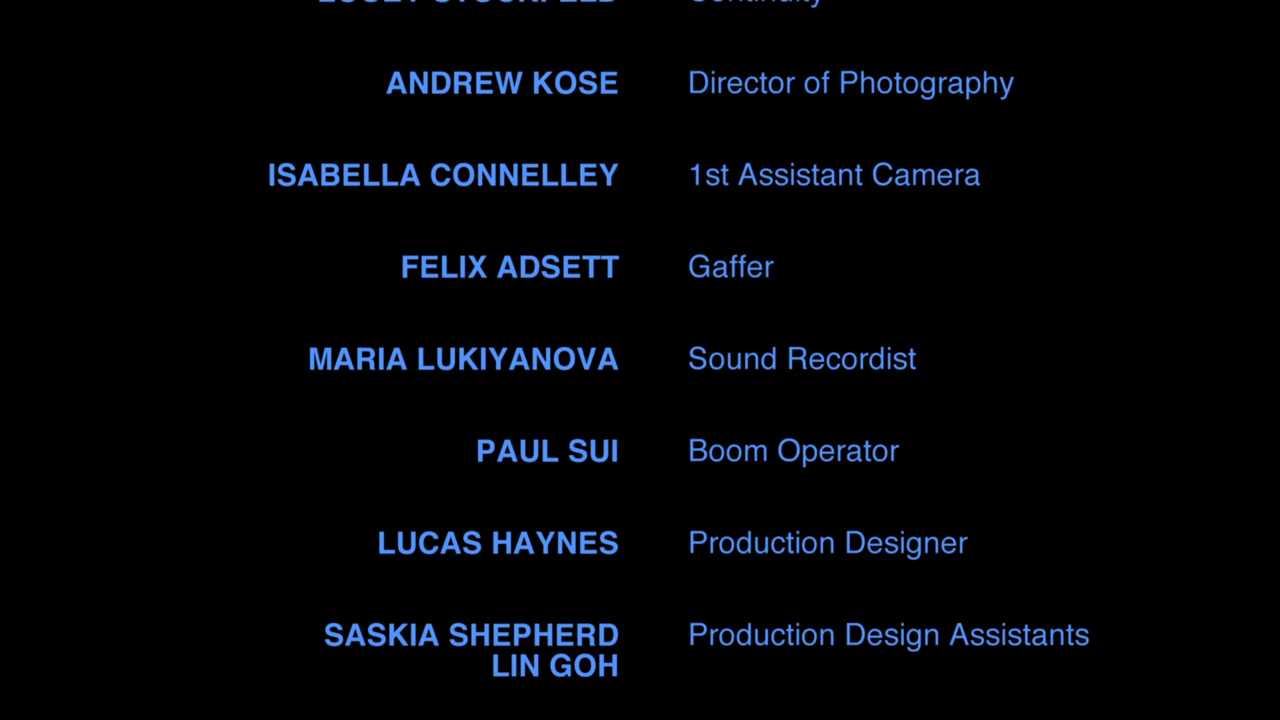 Continuity
ANDREW KOSE Director of Photography
ISABELLA CONNELLEY 1st Assistant Camera
FELIX ADSETT Gaffer
MARIA LUKIYANOVA Sound Recordist
PAUL SUI Boom Operator
LUCAS HAYNES Production Designer
SASKIA SHEPHERD Production Design Assistants
LIN GOH